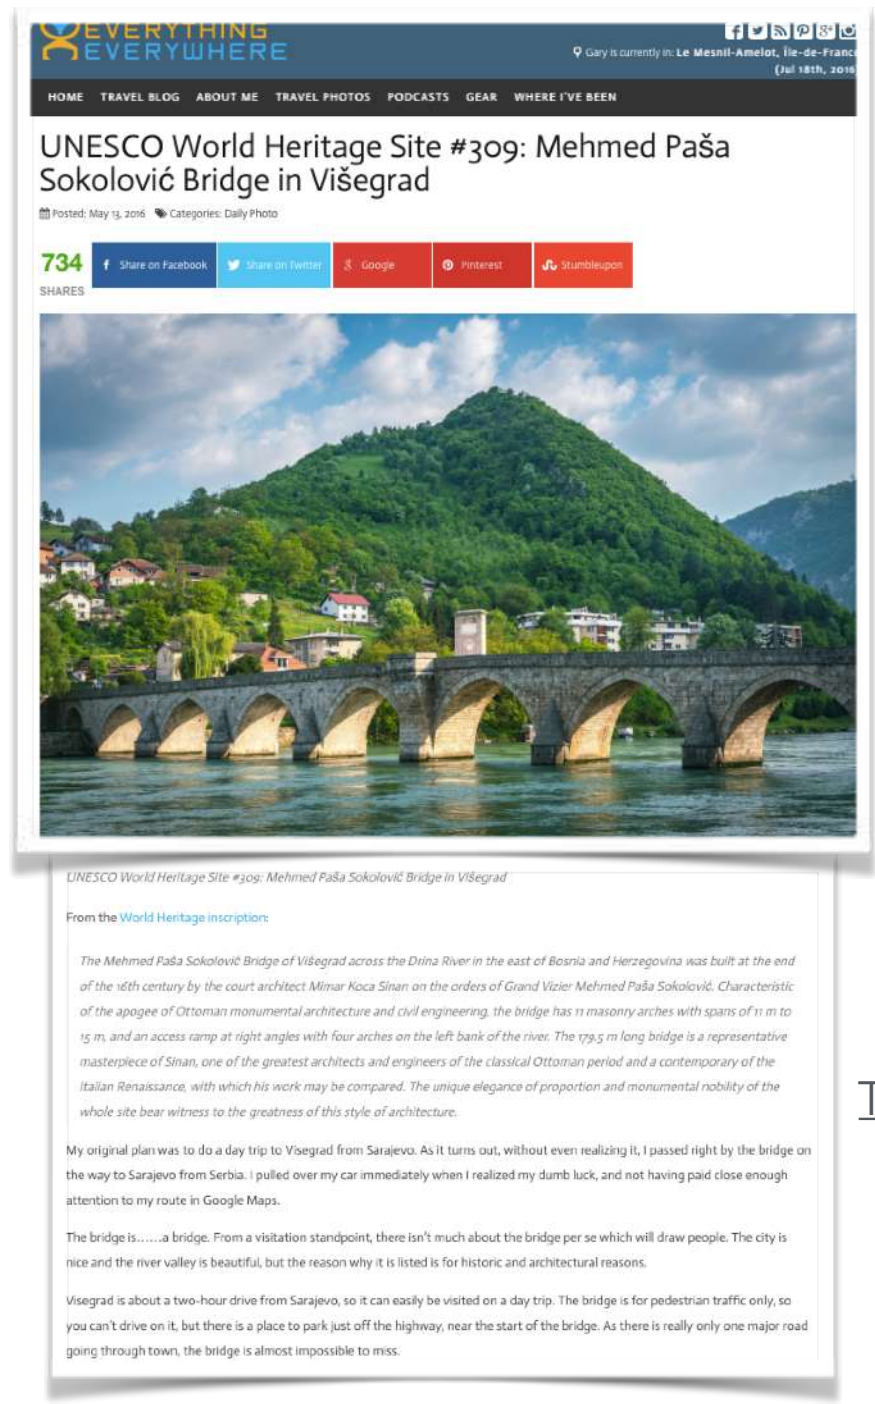 EVERYTHING
EVERYWHERE
Gary is currently in: Le Mesnil-Amelot, Île-de-France
(Jul 18th, 2016)
HOME TRAVEL BLOG ABOUT ME TRAVEL PHOTOS PODCASTS GEAR WHERE I'VE BEEN
UNESCO World Heritage Site #309: Mehmed Paša
Sokolović Bridge in Višegrad
Posted: May 13, 2016 Categories: Daily Photo
734
SHARES
Share on Facebook Share on Twitter Google Pinterest Stumbleupon
UNESCO World Heritage Site #309: Mehmed Paša Sokolović Bridge in Višegrad
From the World Heritage inscription:
The Mehmed Paša Sokolović Bridge of Višegrad across the Drina River in the east of Bosnia and Herzegovina was built at the end
of the 16th century by the court architect Mimar Koca Sinan on the orders of Grand Vizier Mehmed Paša Sokolović. Characteristic
of the apogee of Ottoman monumental architecture and civil engineering, the bridge has 11 masonry arches with spans of 11 m to
15 m, and an access ramp at right angles with four arches on the left bank of the river. The 179.5 m long bridge is a representative
masterpiece of Sinan, one of the greatest architects and engineers of the classical Ottoman period and a contemporary of the
Italian Renaissance, with which his work may be compared. The unique elegance of proportion and monumental nobility of the
whole site bear witness to the greatness of this style of architecture.
My original plan was to do a day trip to Visegrad from Sarajevo. As it turns out, without even realizing it, I passed right by the bridge on
the way to Sarajevo from Serbia. I pulled over my car immediately when I realized my dumb luck, and not having paid close enough
attention to my route in Google Maps.
The bridge is……a bridge. From a visitation standpoint, there isn't much about the bridge per se which will draw people. The city is
nice and the river valley is beautiful, but the reason why it is listed is for historic and architectural reasons.
Visegrad is about a two-hour drive from Sarajevo, so it can easily be visited on a day trip. The bridge is for pedestrian traffic only, so
you can't drive on it, but there is a place to park just off the highway, near the start of the bridge. As there is really only one major road
going through town, the bridge is almost impossible to miss.